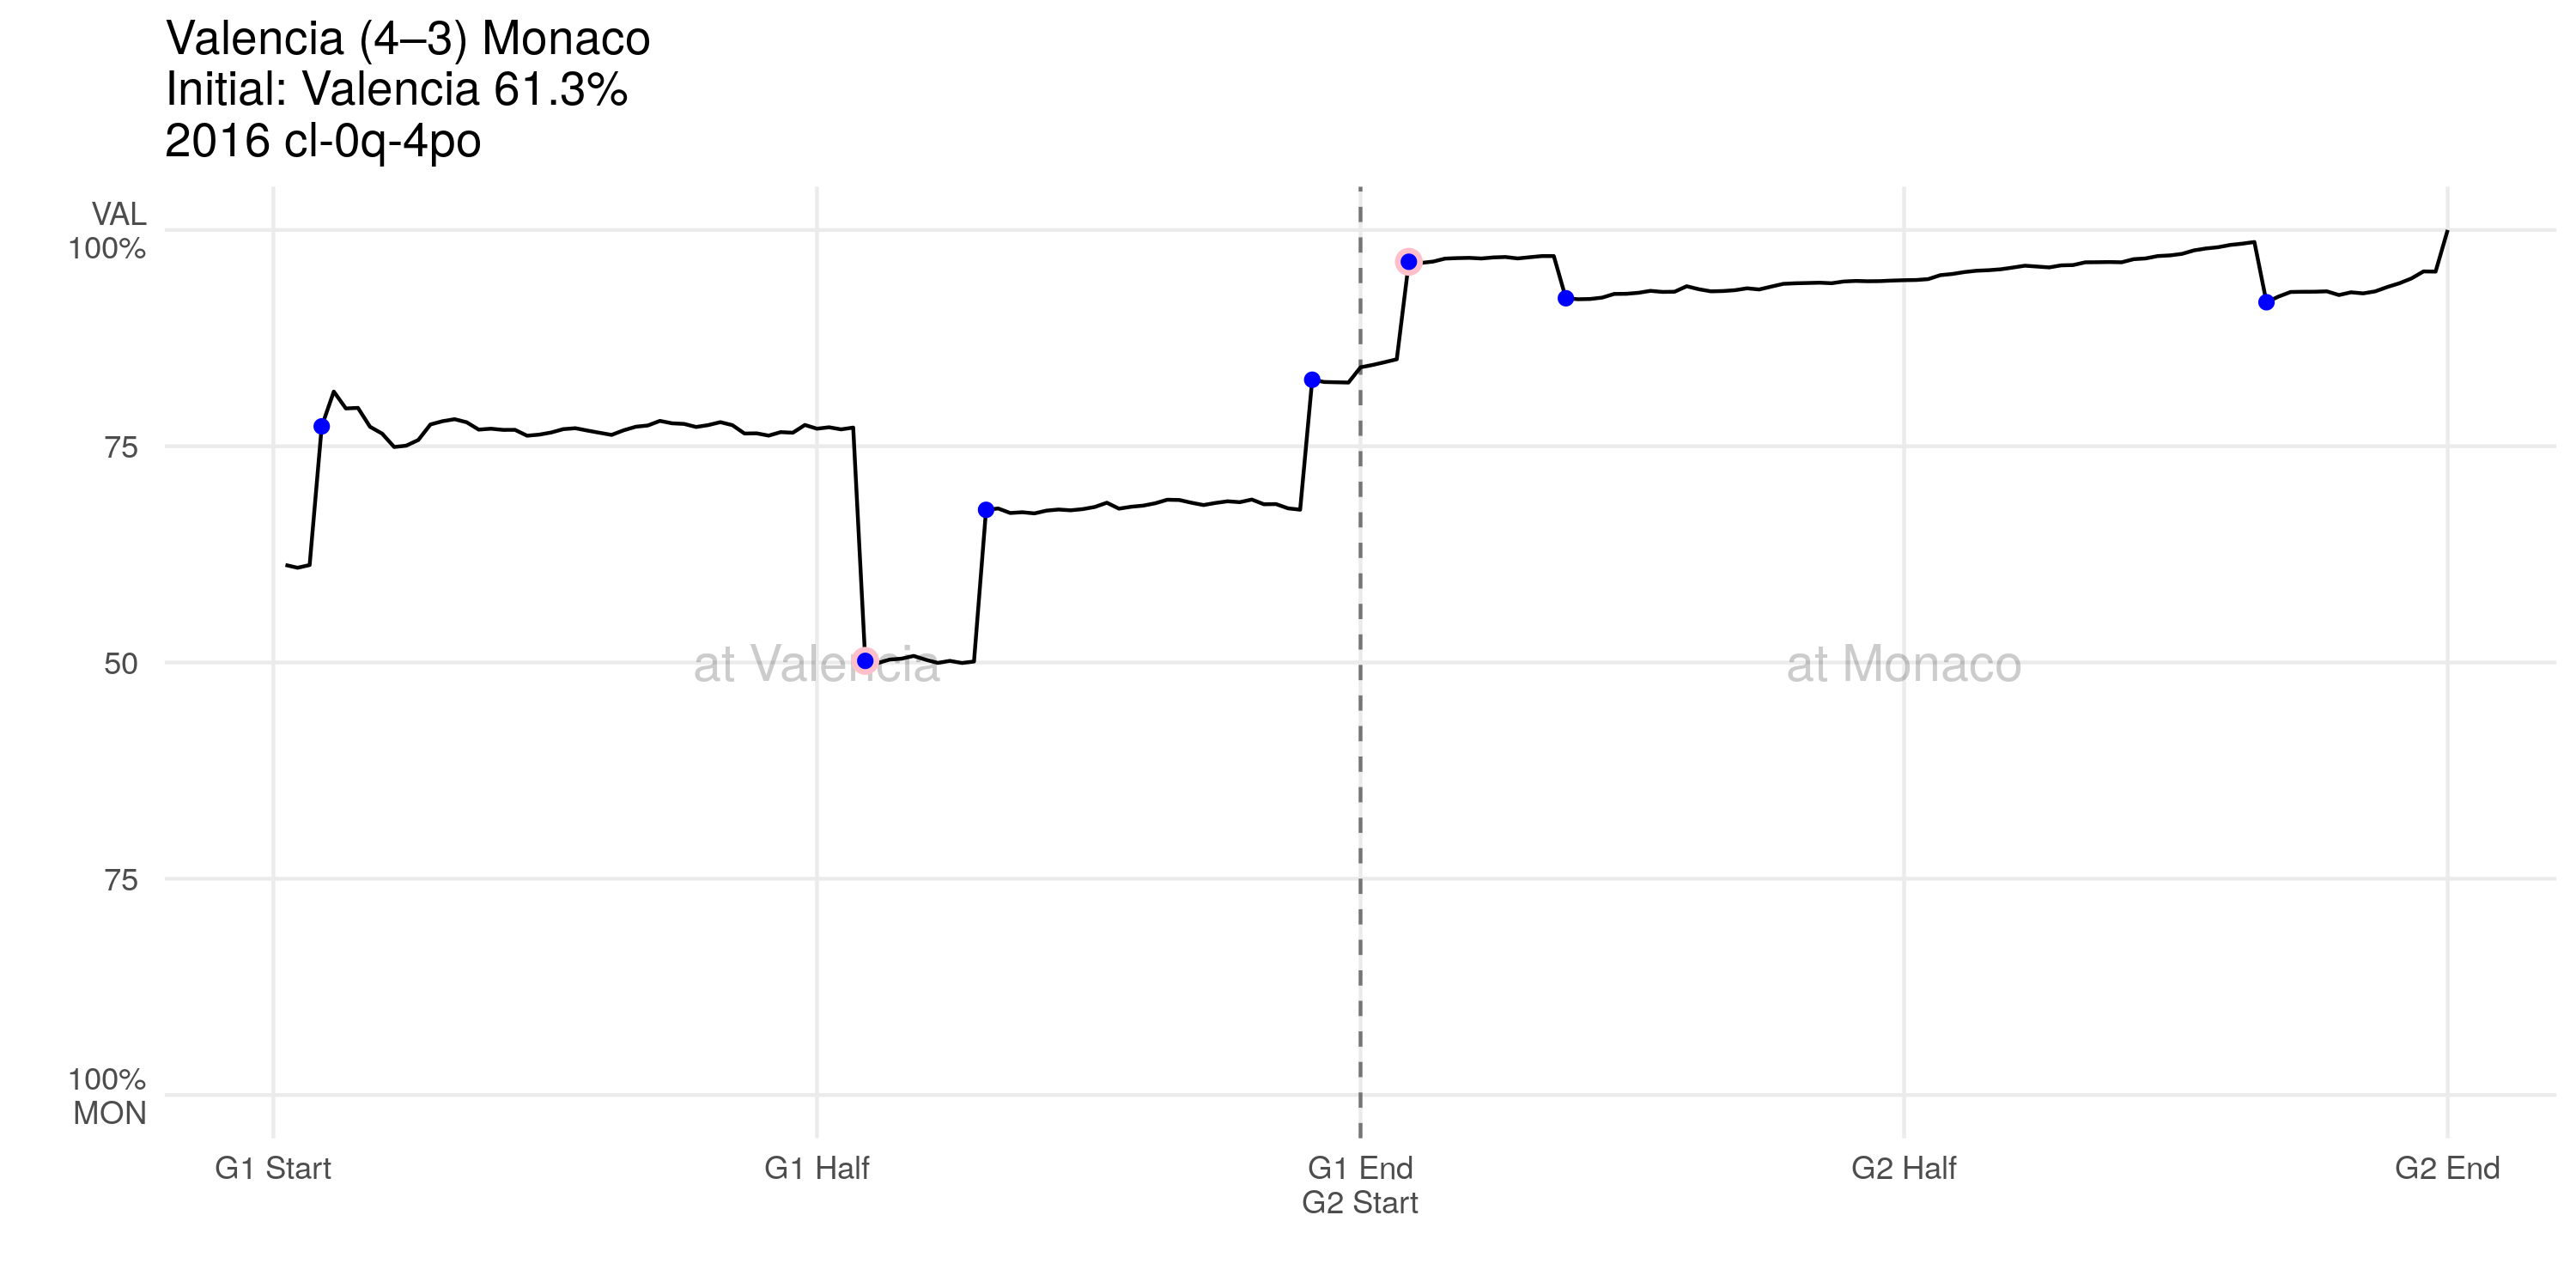 Valencia (4–3) Monaco
Initial: Valencia 61.3%
2016 cl-0q-4po
VAL
100%
75
50
75
100%
MON
at Valencia
at Monaco
G1 Start
G1 Half
G1 End
G2 Start
G2 Half
G2 End